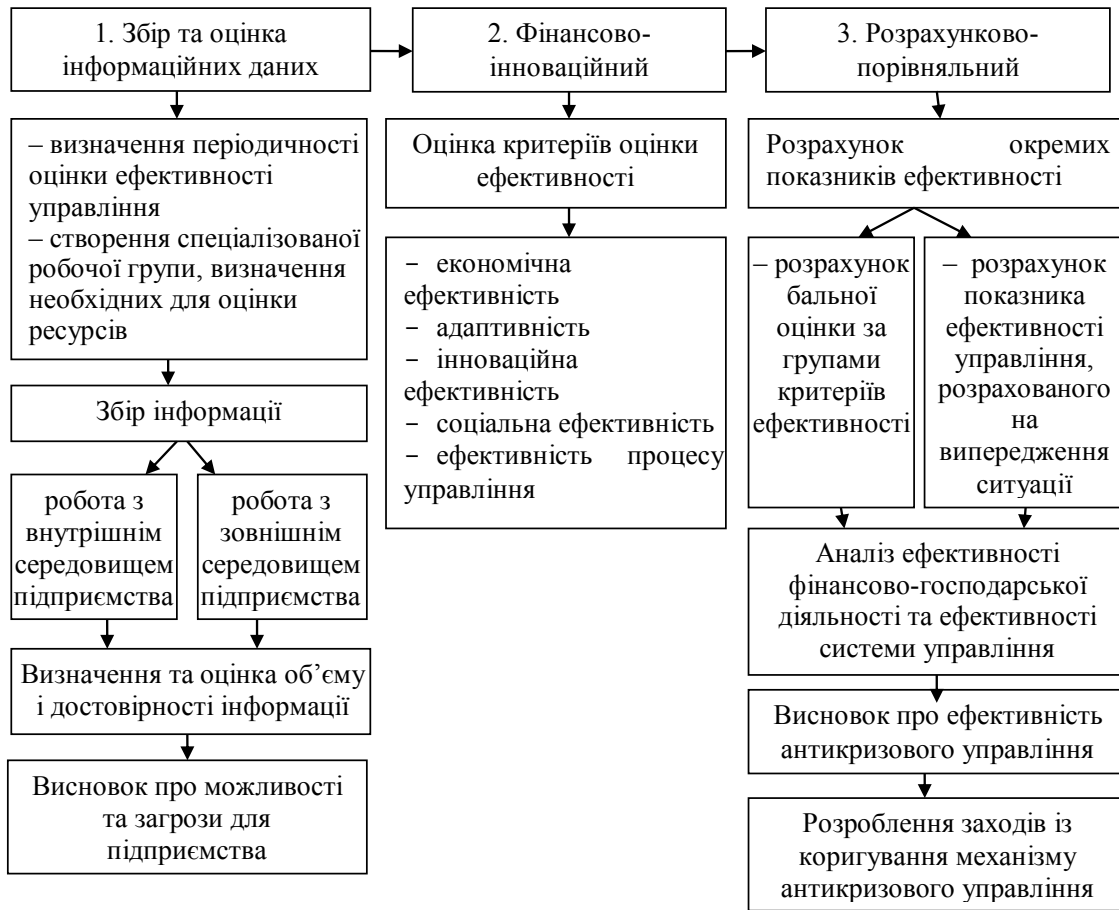 1. Збір та оцінка
інформаційних даних
2. Фінансово-
інноваційний
3. Розрахунково-
порівняльний
– визначення періодичності
оцінки ефективності
управління
– створення спеціалізованої
робочої групи, визначення
необхідних для оцінки
ресурсів
Збір інформації
робота з
внутрішнім
середовищем
підприємства
робота з
зовнішнім
середовищем
підприємства
Визначення та оцінка об’єму
і достовірності інформації
Висновок про можливості
та загрози для
підприємства
Оцінка критеріїв оцінки
ефективності
– економічна
ефективність
– адаптивність
– інноваційна
ефективність
– соціальна ефективність
– ефективність процесу
управління
Розрахунок окремих
показників ефективності
– розрахунок
бальної
оцінки за
групами
критеріїв
ефективності
– розрахунок
показника
ефективності
управління,
розрахованого
на
випередження
ситуації
Аналіз ефективності
фінансово-господарської
діяльності та ефективності
системи управління
Висновок про ефективність
антикризового управління
Розроблення заходів із
коригування механізму
антикризового управління